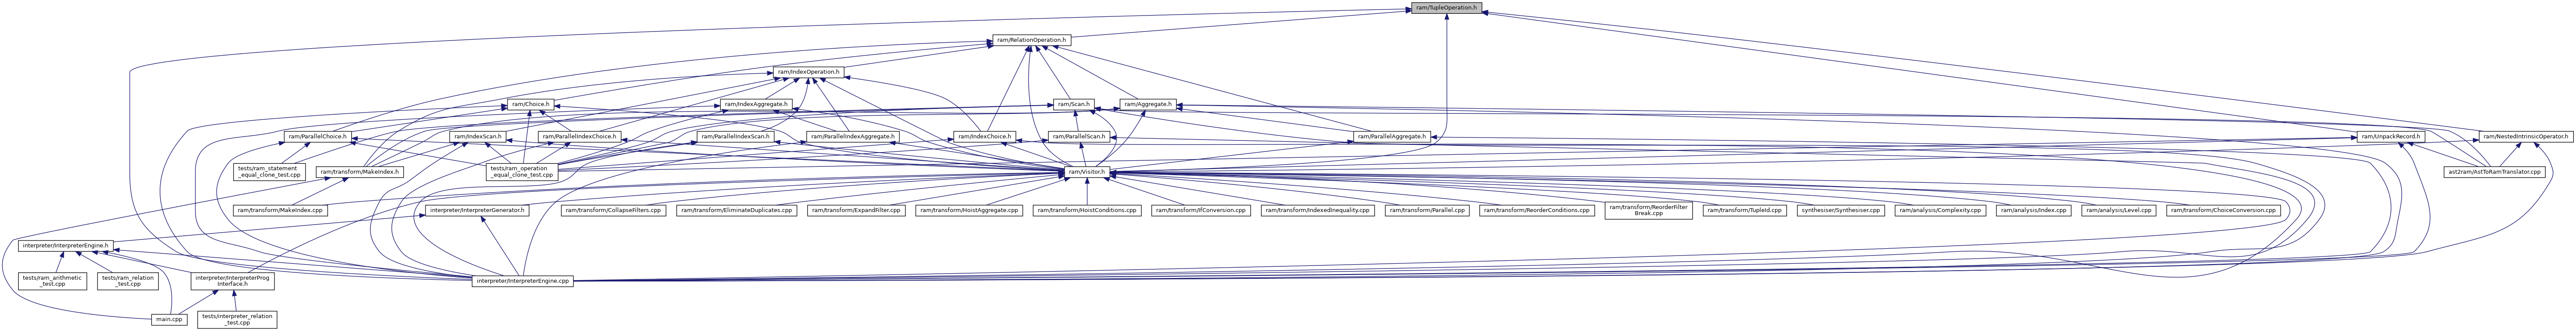 ram/TupleOperation.h
ram/RelationOperation.h
ram/IndexOperation.h
ram/Choice.h
ram/IndexAggregate.h
ram/Scan.h
ram/Aggregate.h
ram/ParallelChoice.h
ram/IndexScan.h
ram/ParallelIndexChoice.h
ram/ParallelIndexScan.h
ram/ParallelIndexAggregate.h
ram/IndexChoice.h
ram/ParallelScan.h
ram/ParallelAggregate.h
ram/UnpackRecord.h
ram/NestedIntrinsicOperator.h
tests/ram_statement
_equal_clone_test.cpp
ram/transform/MakeIndex.h
tests/ram_operation
_equal_clone_test.cpp
ram/Visitor.h
ast2ram/AstToRamTranslator.cpp
ram/transform/MakeIndex.cpp
interpreter/InterpreterGenerator.h
ram/transform/CollapseFilters.cpp
ram/transform/EliminateDuplicates.cpp
ram/transform/ExpandFilter.cpp
ram/transform/HoistAggregate.cpp
ram/transform/HoistConditions.cpp
ram/transform/IfConversion.cpp
ram/transform/IndexedInequality.cpp
ram/transform/Parallel.cpp
ram/transform/ReorderConditions.cpp
ram/transform/ReorderFilter
Break.cpp
ram/transform/TupleId.cpp
synthesiser/Synthesiser.cpp
ram/analysis/Complexity.cpp
ram/analysis/Index.cpp
ram/analysis/Level.cpp
ram/transform/ChoiceConversion.cpp
interpreter/InterpreterEngine.h
tests/ram_arithmetic
_test.cpp
tests/ram_relation
_test.cpp
interpreter/InterpreterProg
Interface.h
interpreter/InterpreterEngine.cpp
main.cpp
tests/interpreter_relation
_test.cpp